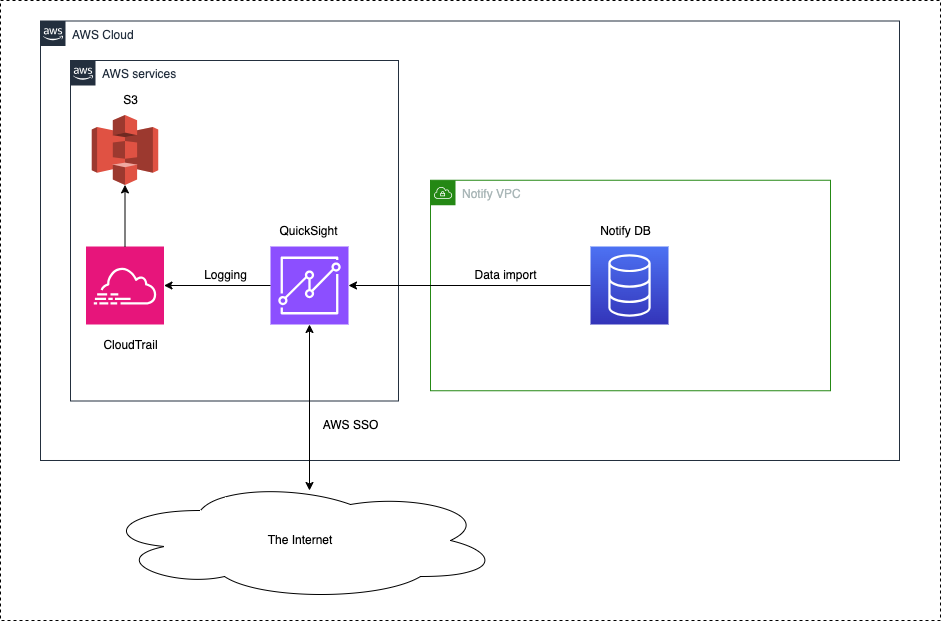 aws
AWS Cloud
aws
AWS services
S3
Notify VPC
QuickSight
Notify DB
Logging
Data import
CloudTrail
AWS SSO
The Internet